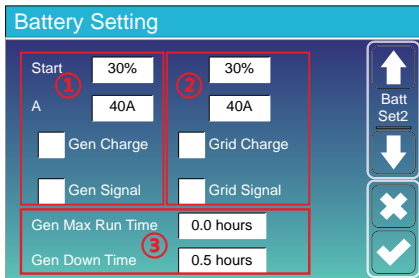 Battery Setting
Start 30% 30%
① ②
A 40A 40A
Batt
Set2
Gen Charge Grid Charge
Gen Signal Grid Signal
Gen Max Run Time 0.0 hours
③
Gen Down Time 0.5 hours